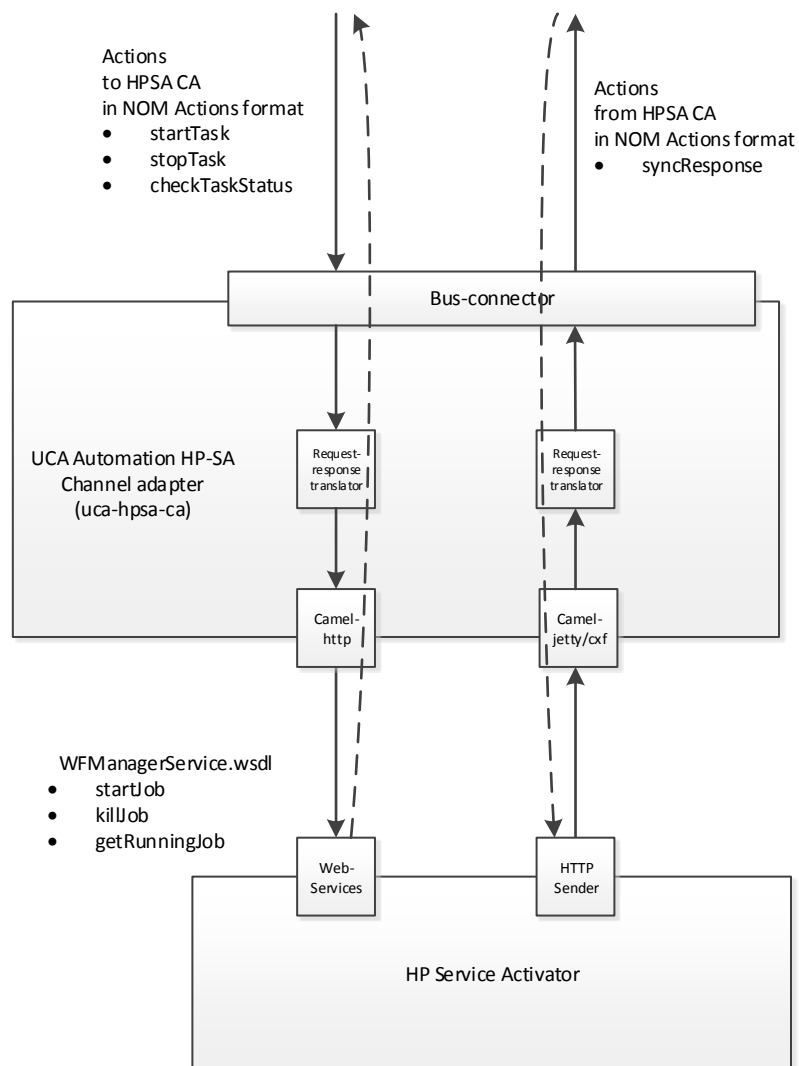 Actions
to HPSA CA
in NOM Actions format
• startTask
• stopTask
• checkTaskStatus
Actions
from HPSA CA
in NOM Actions format
• syncResponse
Bus-connector
UCA Automation HP-SA
Channel adapter
(uca-hpsa-ca)
Request-
response
translator
Request-
response
translator
Camel-
http
Camel-
jetty/cxf
WFManagerService.wsdl
• startJob
• killJob
• getRunningJob
Web-
Services
HTTP
Sender
HP Service Activator